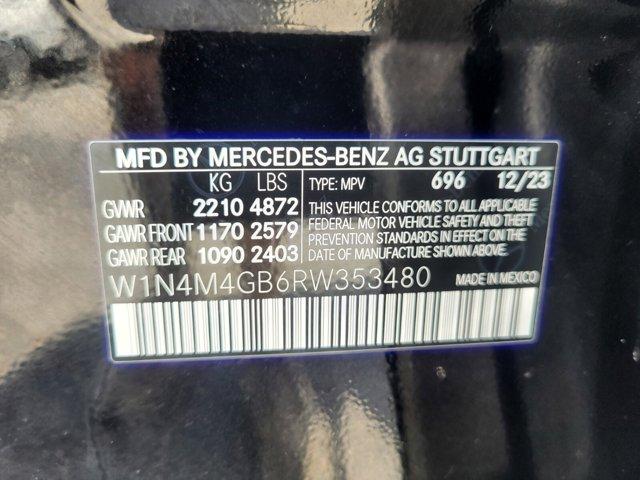 MFD BY MERCEDES-BENZ AG STUTTGART
KG LBS TYPE: MPV 696 12/23
GVWR 2210 4872 THIS VEHICLE CONFORMS TO ALL APPLICABLE
GAWR FRONT 1170 2579 FEDERAL MOTOR VEHICLE SAFETY AND THEFT
PREVENTION STANDARDS IN EFFECT ON THE
GAWR REAR 1090 2403 DATE OF MANUFACTURE SHOWN ABOVE.
W1N4M4GB6RW353480 MADE IN MEXICO